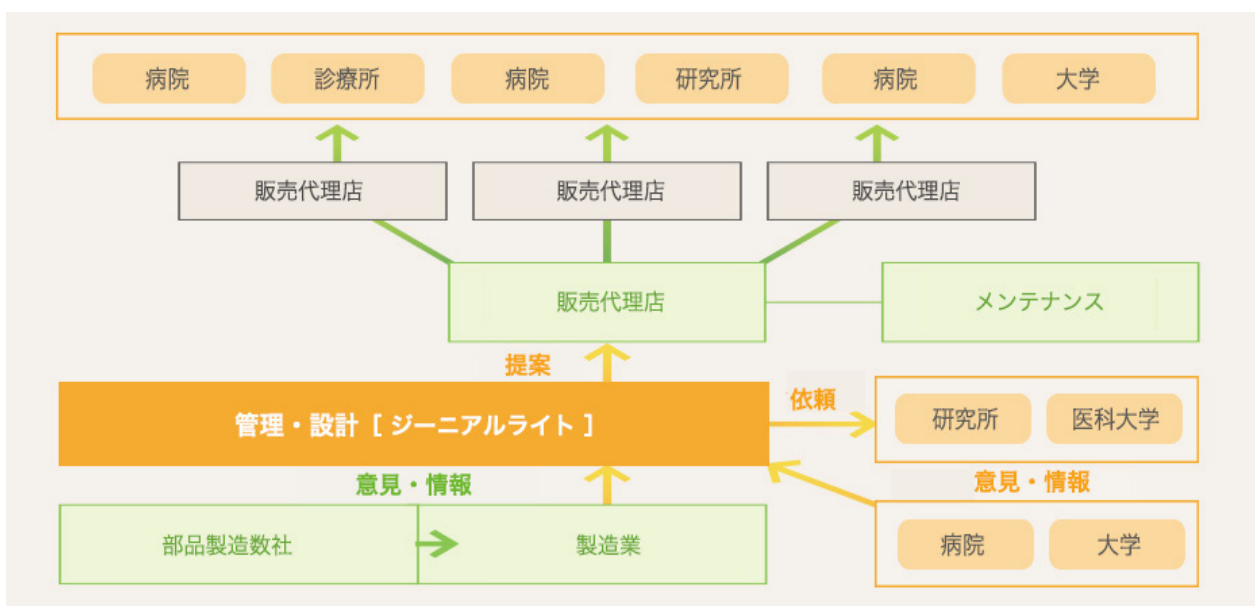 病院 診療所 病院 研究所 病院 大学
販売代理店 販売代理店 販売代理店
販売代理店 メンテナンス
提案
管理・設計［ ジーニアルライト ］ 依頼 研究所 医科大学
意見・情報 意見・情報
部品製造数社 製造業 病院 大学